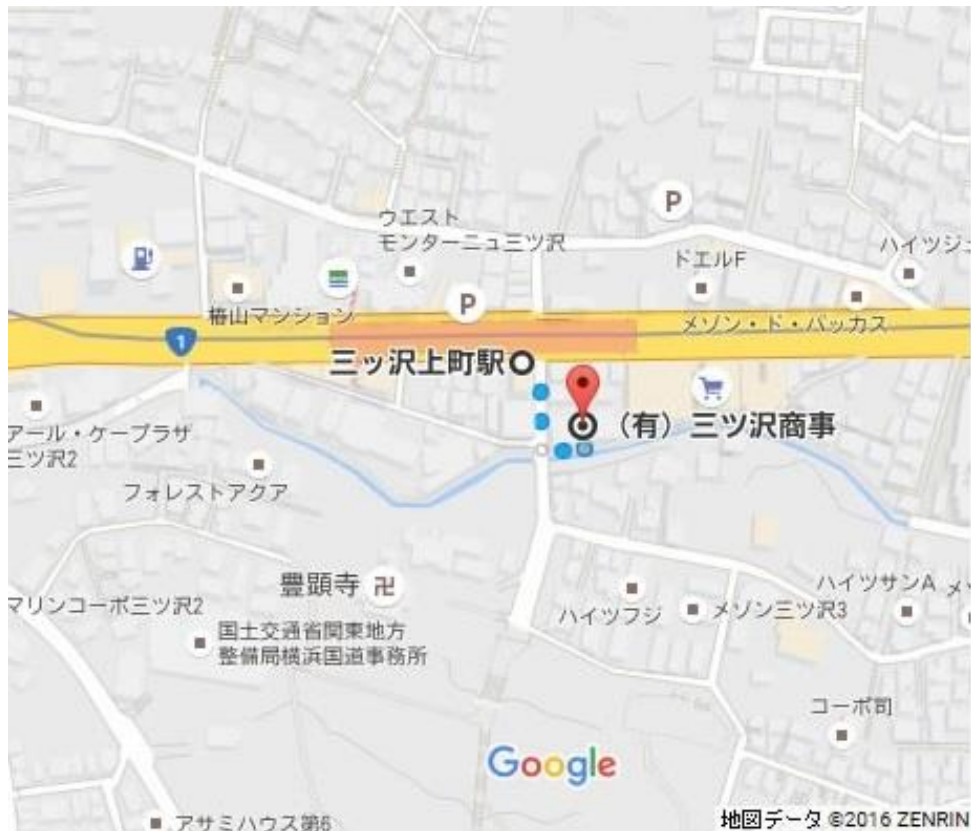 P
ウエスト
モンターニュ三ツ沢
ハイツジュ
ドエルF
椿山マンション
P
メゾン・ド・バッカス
1
三ッ沢上町駅
アール・ケープラザ
三ツ沢2
(有)三ツ沢商事
フォレストアクア
豊顕寺
卍
ハイツサンA
マリンコーポ三ツ沢2
ハイツフジ
メゾン三ツ沢3
国土交通省関東地方
整備局横浜国道事務所
コーポ司
Google
アサミハウス第6
地図データ ©2016 ZENRIN